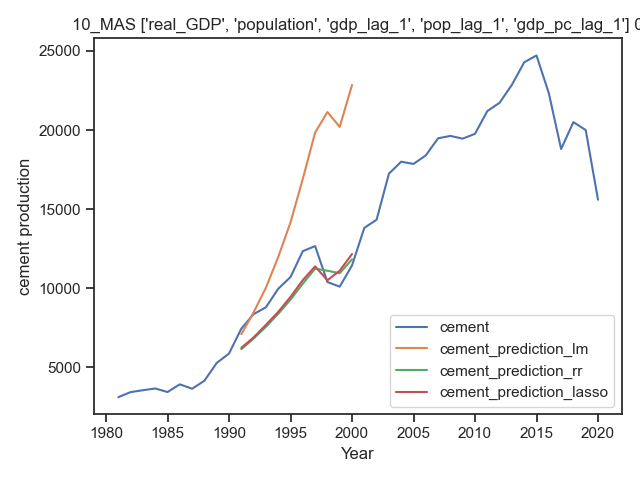 10_MAS ['real_GDP', 'population', 'gdp_lag_1', 'pop_lag_1', 'gdp_pc_lag_1']
25000
20000
15000
10000
5000
cement production
cement
cement_prediction_lm
cement_prediction_rr
cement_prediction_lasso
1980 1985 1990 1995 2000 2005 2010 2015 2020
Year